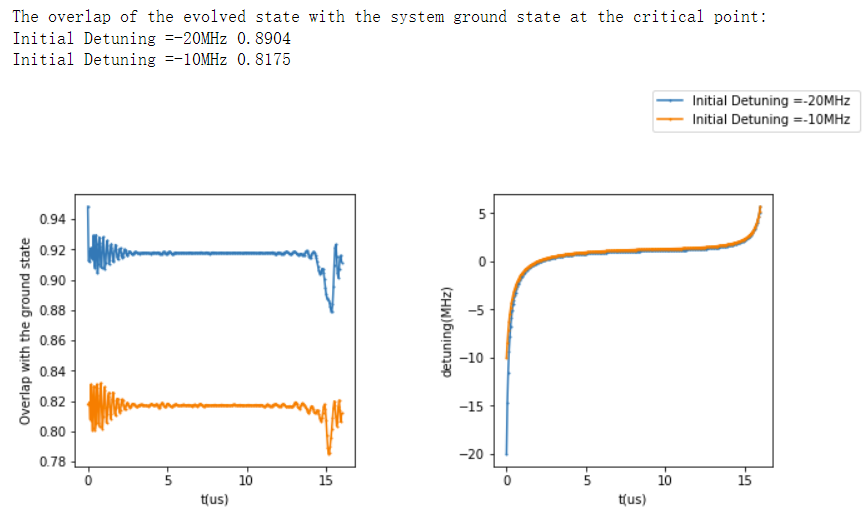 The overlap of the evolved state with the system ground state at the critical point:
Initial Detuning =-20MHz 0.8904
Initial Detuning =-10MHz 0.8175
Initial Detuning =-20MHz
Initial Detuning =-10MHz
Overlap with the ground state
0.94
0.92
0.90
0.88
0.86
0.84
0.82
0.80
0.78
0 5 10 15
t(us)
detuning(MHz)
5
0
−5
−10
−15
−20
0 5 10 15
t(us)